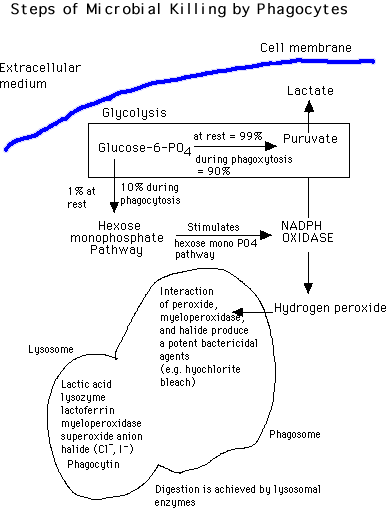 Steps of Microbial Killing by Phagocytes
Cell membrane
Extracellular
medium
Lactate
Glycolysis
Glucose-6-PO4
at rest = 99%
during phagoxytosis
= 90%
Puruvate
1% at
rest
10% during
phagocytosis
Hexose
monophosphate
Pathway
Stimulates
hexose mono PO4
pathway
NADPH
OXIDASE
Hydrogen peroxide
Interaction
of peroxide,
myeloperoxidase,
and halide produce
a potent bactericidal
agents
(e.g. hyochlorite
bleach)
Lysosome
Lactic acid
lysozyme
lactoferrin
myeloperoxidase
superoxide anion
halide (Cl⁻, I⁻)
Phagocytin
Phagosome
Digestion is achieved by lysosomal
enzymes